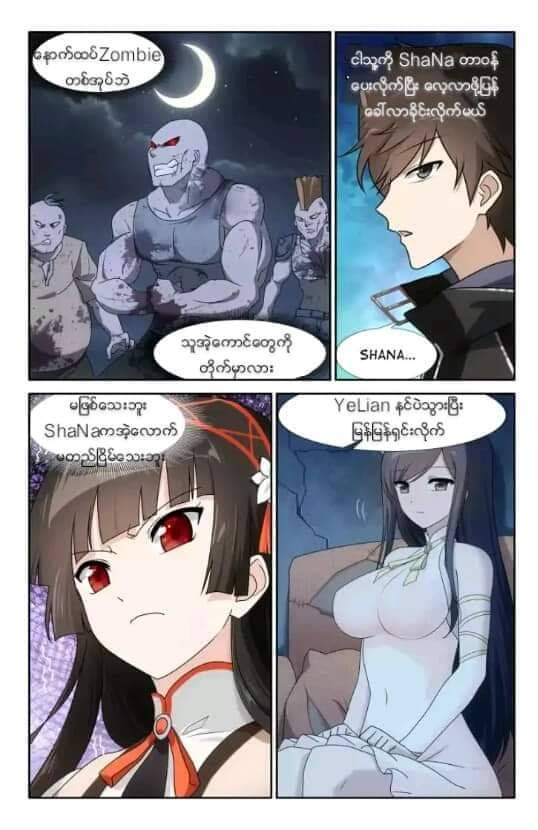 နောက်ထပ်Zombie
တစ်အုပ်ဘဲ
သူအဲ့ကောင်တွေကို
တိုက်မှာလား
ငါသူ့ကို ShaNa တာဝန်
ပေးလိုက်ပြီး လေ့လာဖို့ပြန်
ခေါ်လာခိုင်းလိုက်မယ်
SHANA...
မဖြစ်သေးဘူး
ShaNaကအဲ့လောက်
မတည်ငြိမ်သေးဘူး
YeLian နင်ပဲသွားပြီး
မြန်မြန်ရှင်းလိုက်